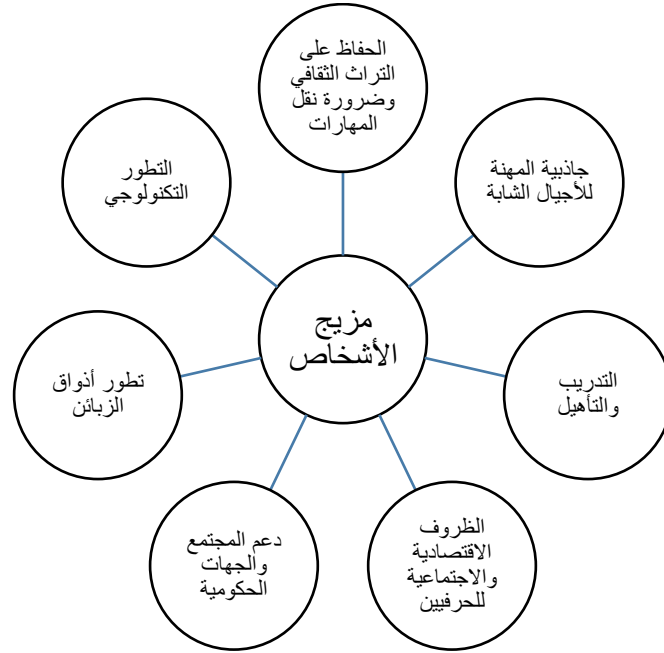 الحفاظ على
التراث الثقافي
وضرورة نقل
المهارات
جاذبية المهنة
للأجيال الشابة
التدريب
والتأهيل
الظروف
الاقتصادية
والاجتماعية
للحرفيين
دعم المجتمع
والجهات
الحكومية
تطور أذواق
الزبائن
التطور
التكنولوجي
مزيج
الأشخاص